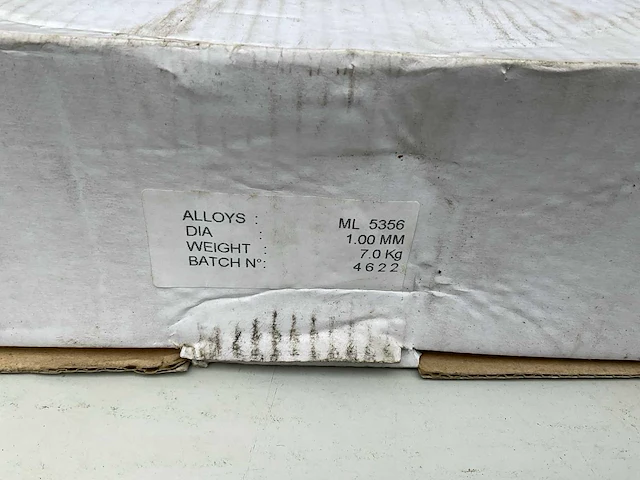 ALLOYS : ML 5356
DIA : 1.00 MM
WEIGHT : 7.0 Kg
BATCH N°: 4622